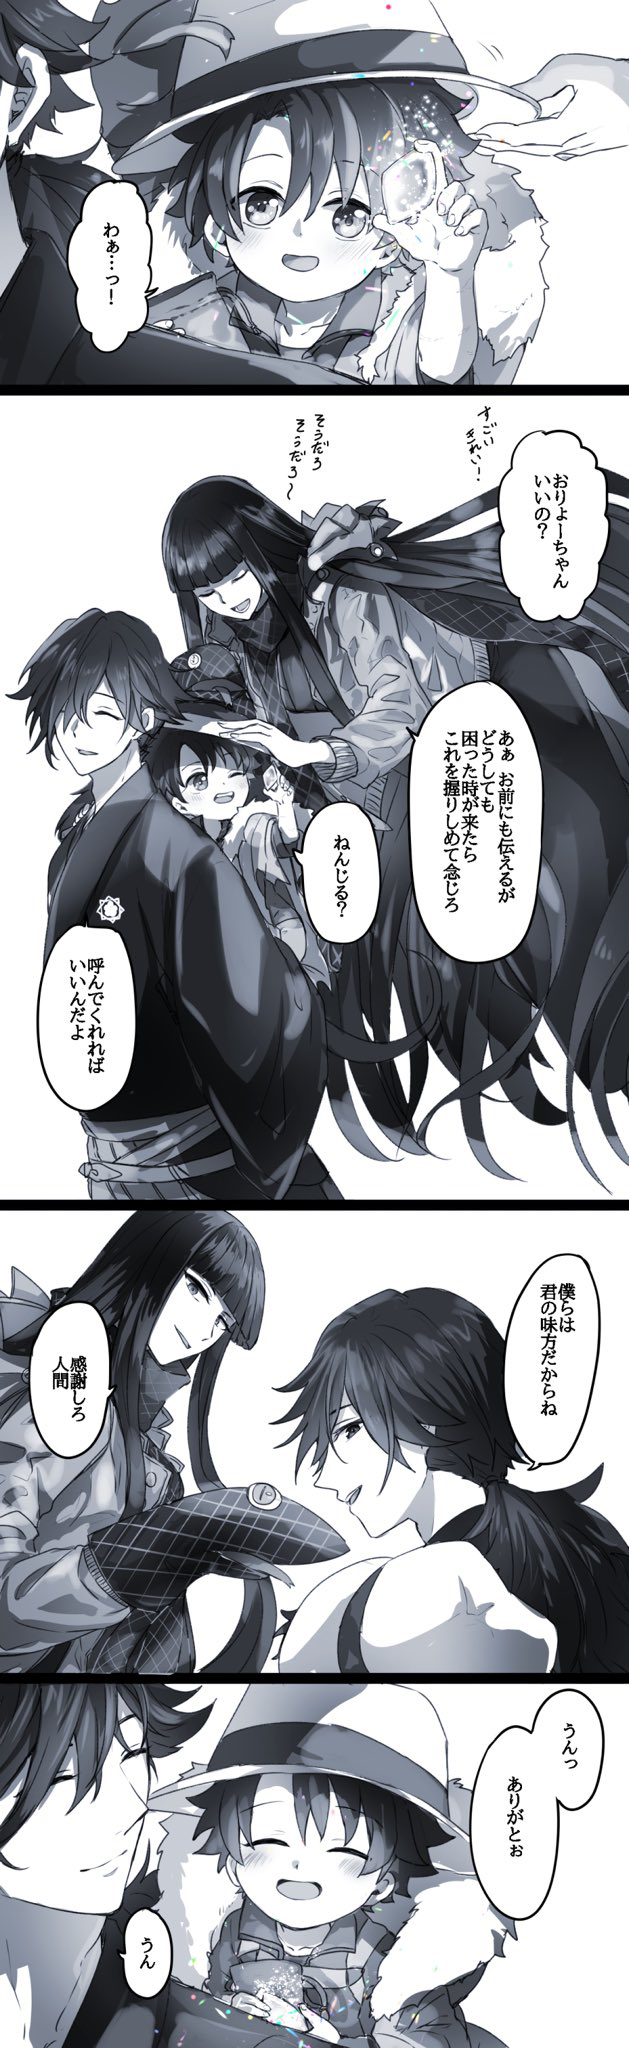 わぁ…っ！
すごい
きれい！
そうだろ
そうだろ～
おりょーちゃん
いいの？
あぁ お前にも伝えるが
どうしても
困った時が来たら
これを握りしめて念じろ
ねんじる？
呼んでくれれば
いいんだよ
僕らは
君の味方だからね
感謝しろ
人間
うんっ
ありがとぉ
うん